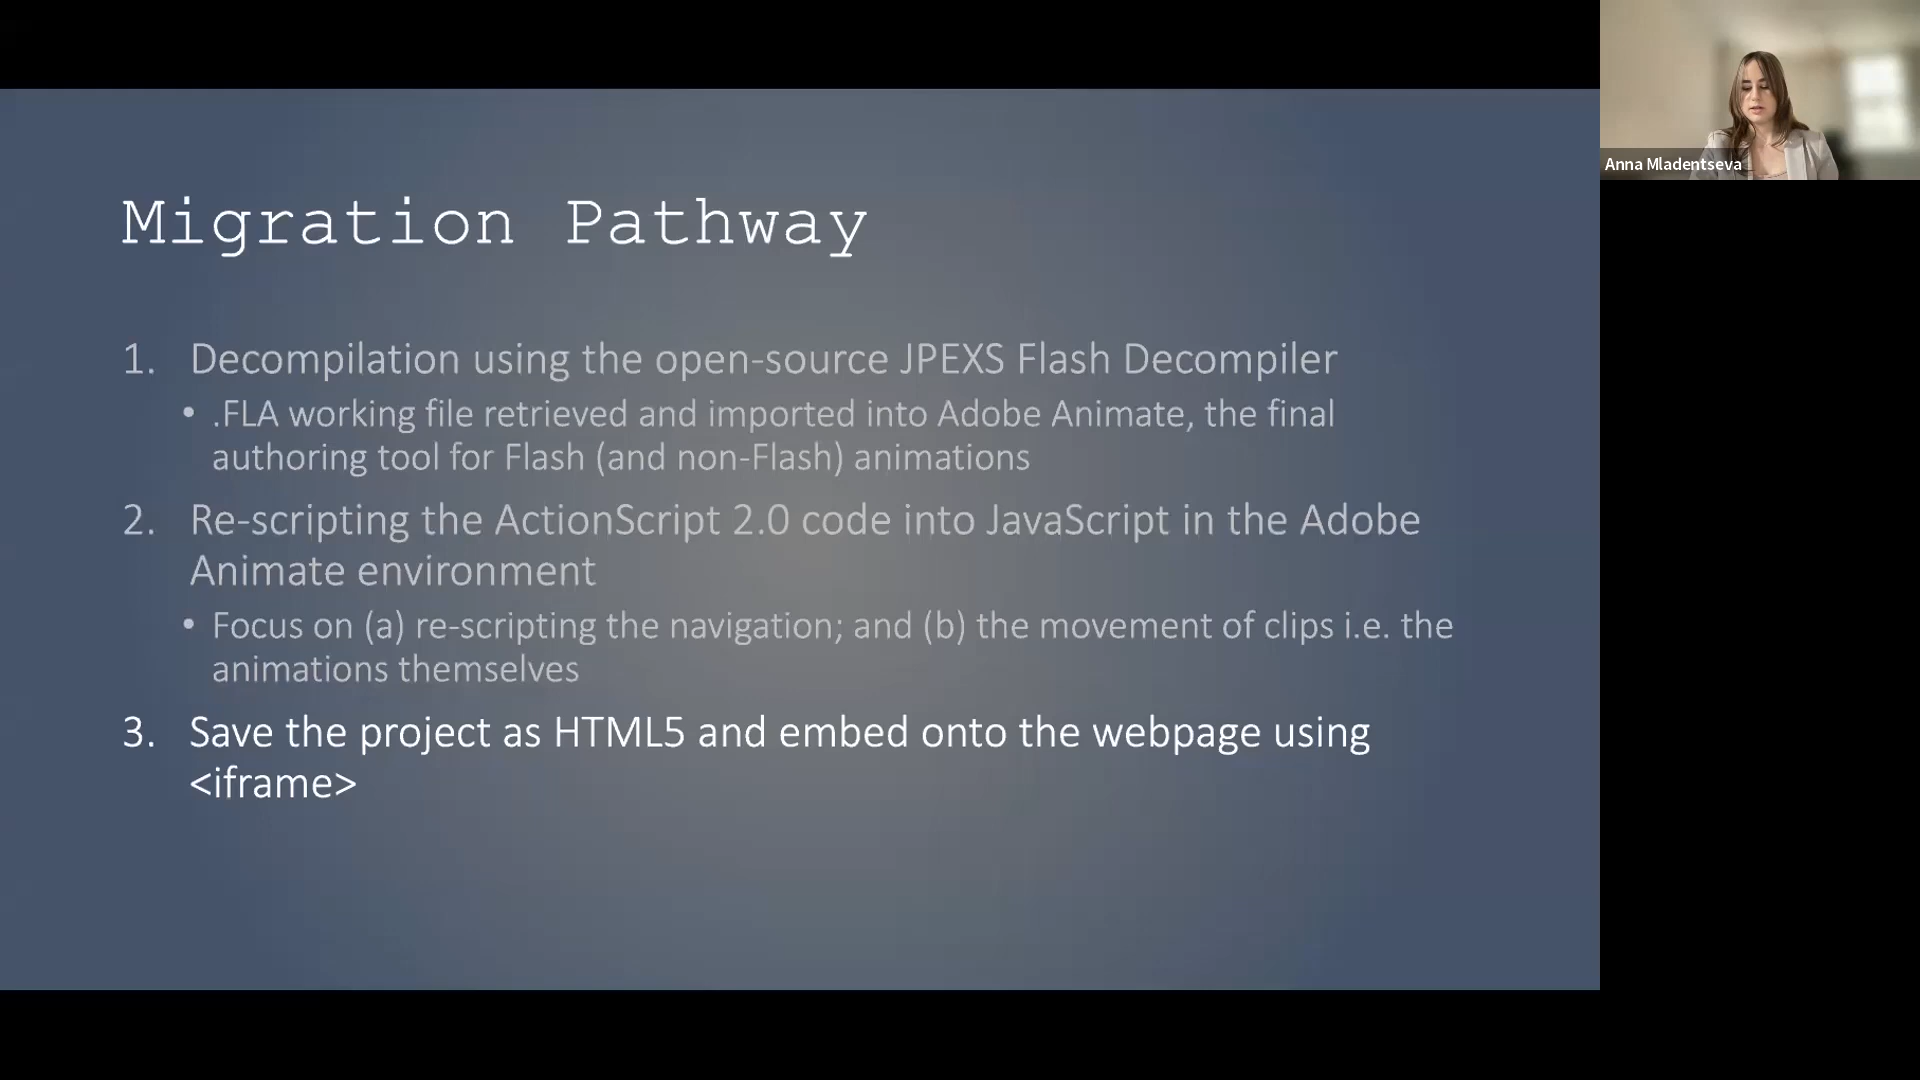 Migration Pathway
1. Decompilation using the open-source JPEXS Flash Decompiler
• .FLA working file retrieved and imported into Adobe Animate, the final
authoring tool for Flash (and non-Flash) animations
2. Re-scripting the ActionScript 2.0 code into JavaScript in the Adobe
Animate environment
• Focus on (a) re-scripting the navigation; and (b) the movement of clips i.e. the
animations themselves
3. Save the project as HTML5 and embed onto the webpage using
<iframe>
Anna Mladentseva